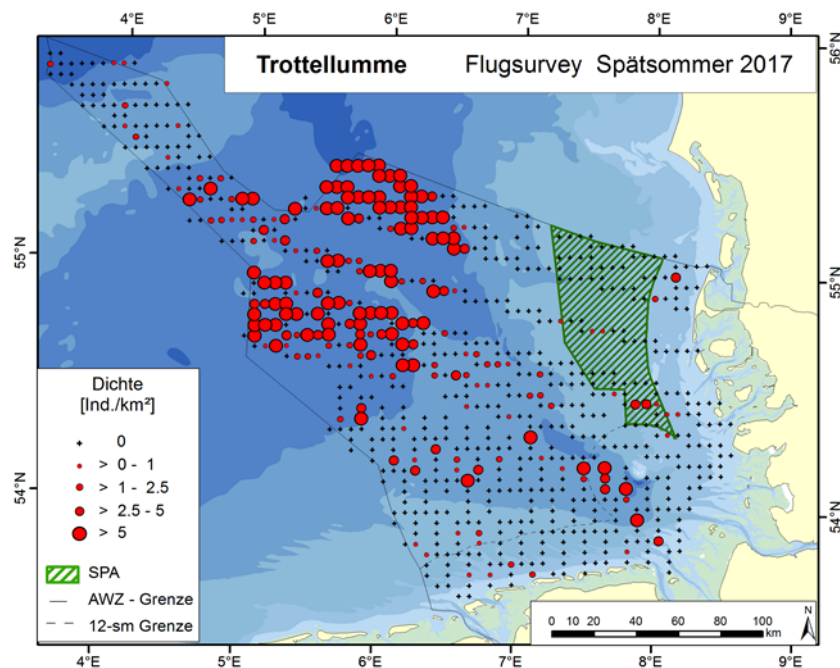 4°E 5°E 6°E 7°E 8°E 9°E
Trottellumme Flugsurvey Spätsommer 2017
56°N
55°N
55°N
54°N
54°N
Dichte
[Ind./km²]
0
> 0 - 1
> 1 - 2.5
> 2.5 - 5
> 5
SPA
AWZ - Grenze
12-sm Grenze
0 10 20 40 60 80 100
km
N
4°E 5°E 6°E 7°E 8°E 9°E